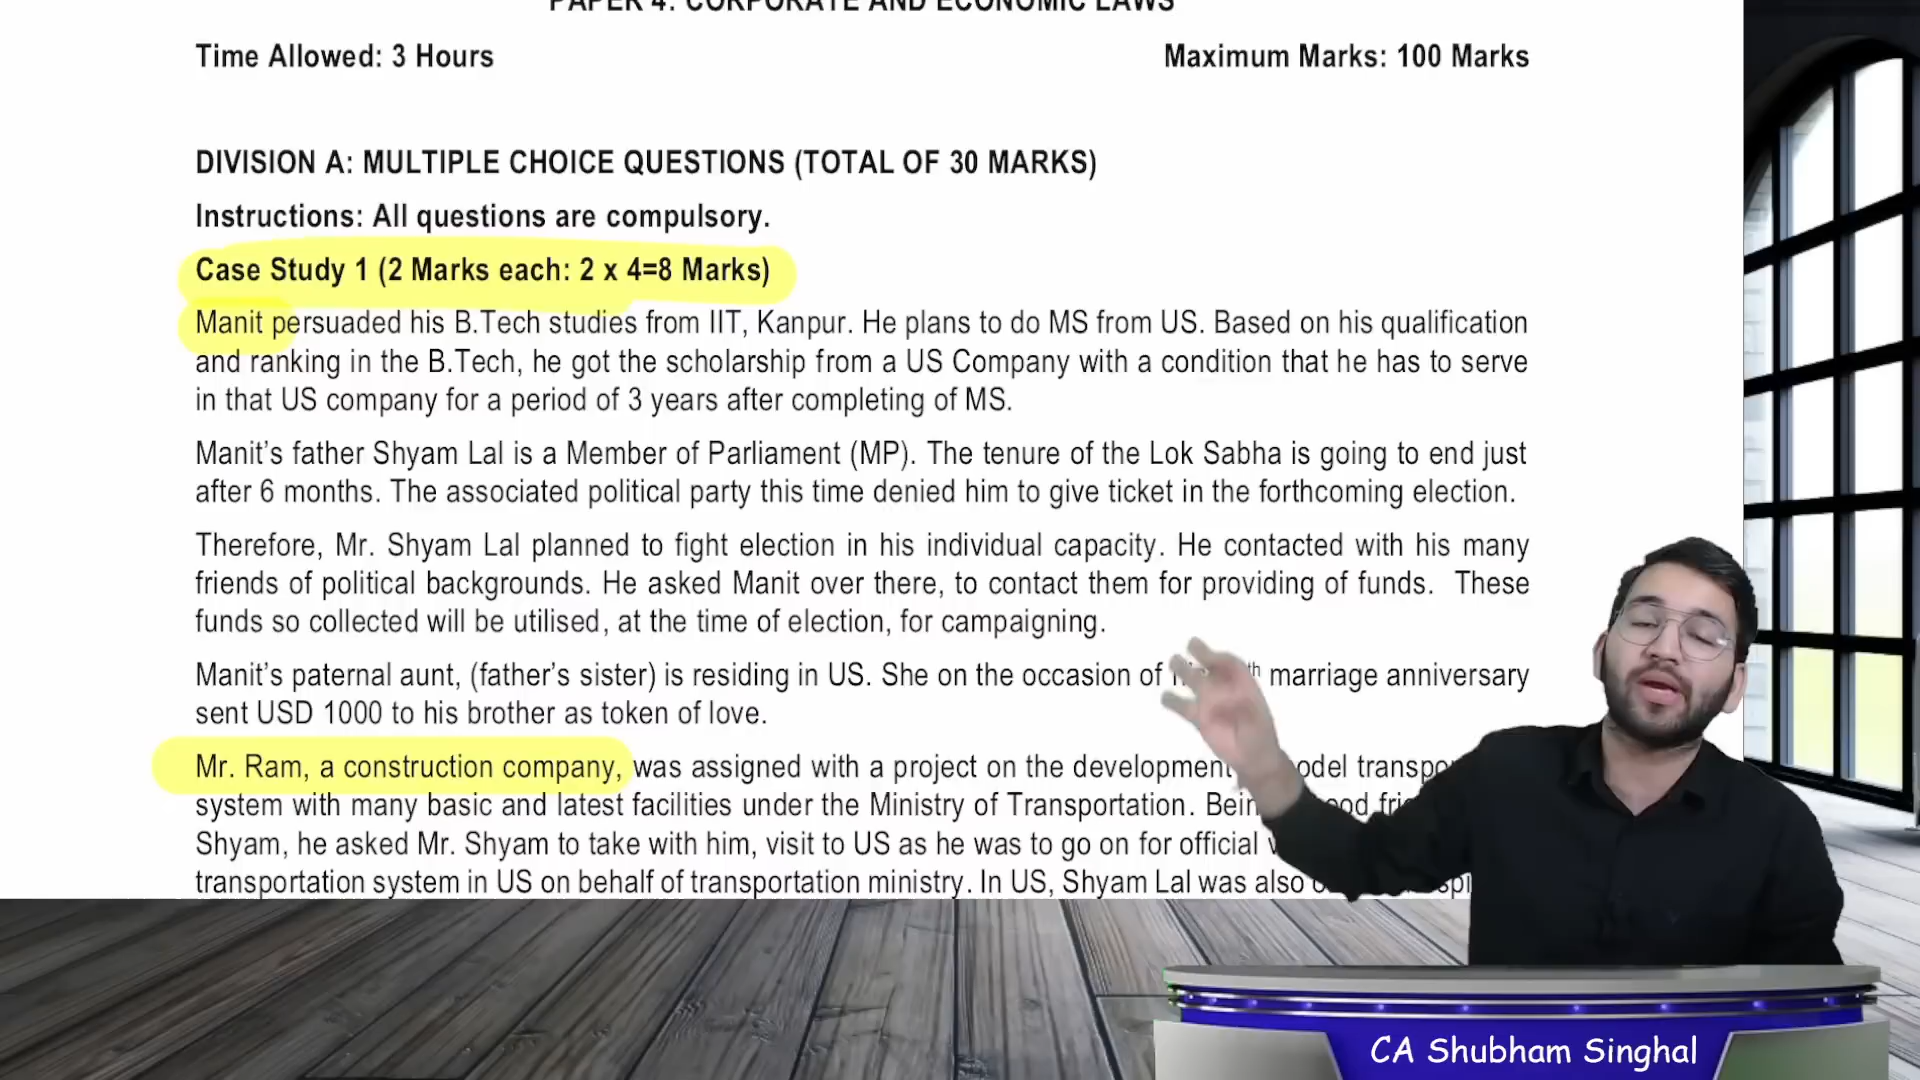 PAPER 4: CORPORATE AND ECONOMIC LAWS
Time Allowed: 3 Hours
Maximum Marks: 100 Marks
DIVISION A: MULTIPLE CHOICE QUESTIONS (TOTAL OF 30 MARKS)
Instructions: All questions are compulsory.
Case Study 1 (2 Marks each: 2 x 4=8 Marks)
Manit persuaded his B.Tech studies from IIT, Kanpur. He plans to do MS from US. Based on his qualification
and ranking in the B.Tech, he got the scholarship from a US Company with a condition that he has to serve
in that US company for a period of 3 years after completing of MS.
Manit’s father Shyam Lal is a Member of Parliament (MP). The tenure of the Lok Sabha is going to end just
after 6 months. The associated political party this time denied him to give ticket in the forthcoming election.
Therefore, Mr. Shyam Lal planned to fight election in his individual capacity. He contacted with his many
friends of political backgrounds. He asked Manit over there, to contact them for providing of funds. These
funds so collected will be utilised, at the time of election, for campaigning.
Manit’s paternal aunt, (father’s sister) is residing in US. She on the occasion of th marriage anniversary
sent USD 1000 to his brother as token of love.
Mr. Ram, a construction company, was assigned with a project on the development
system with many basic and latest facilities under the Ministry of Transportation.
Shyam, he asked Mr. Shyam to take with him, visit to US as he was to go on for official
transportation system in US on behalf of transportation ministry. In US, Shyam Lal was also
CA Shubham Singhal